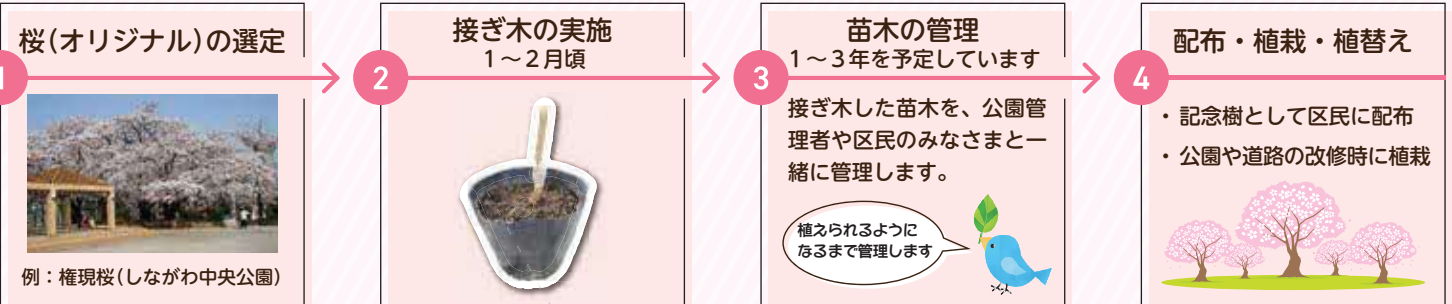 1
桜(オリジナル)の選定
例：権現桜(しながわ中央公園)
2
接ぎ木の実施
1～2月頃
3
苗木の管理
1～3年を予定しています
接ぎ木した苗木を、公園管
理者や区民のみなさまと一
緒に管理します。
植えられるように
なるまで管理します
4
配布・植栽・植替え
・記念樹として区民に配布
・公園や道路の改修時に植栽